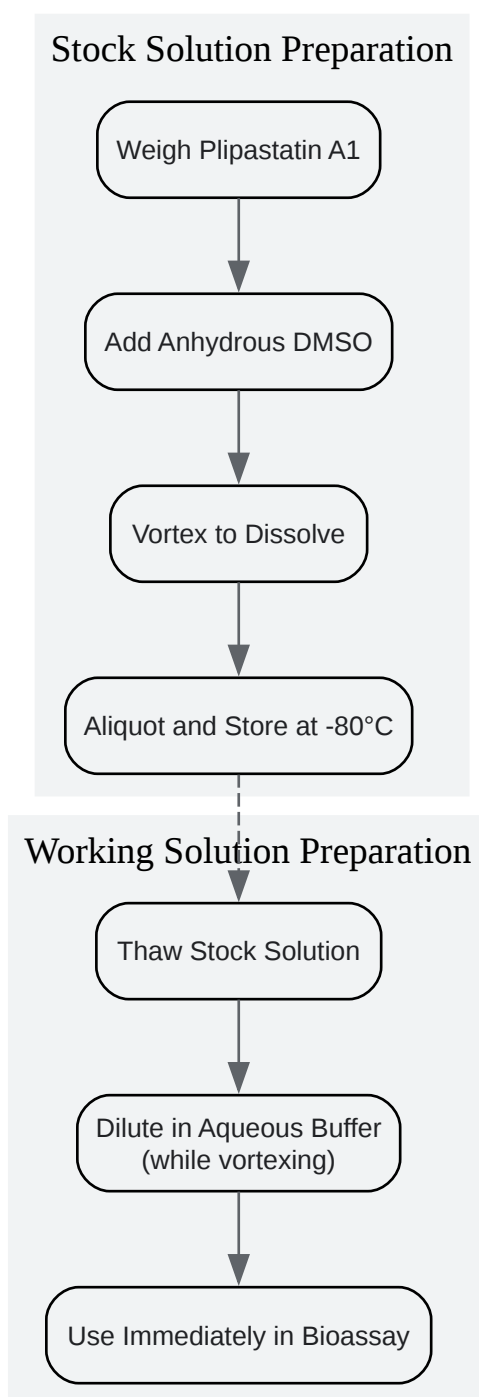 Stock Solution Preparation
Weigh Plipastatin A1
Add Anhydrous DMSO
Vortex to Dissolve
Aliquot and Store at -80°C
Working Solution Preparation
Thaw Stock Solution
Dilute in Aqueous Buffer
(while vortexing)
Use Immediately in Bioassay